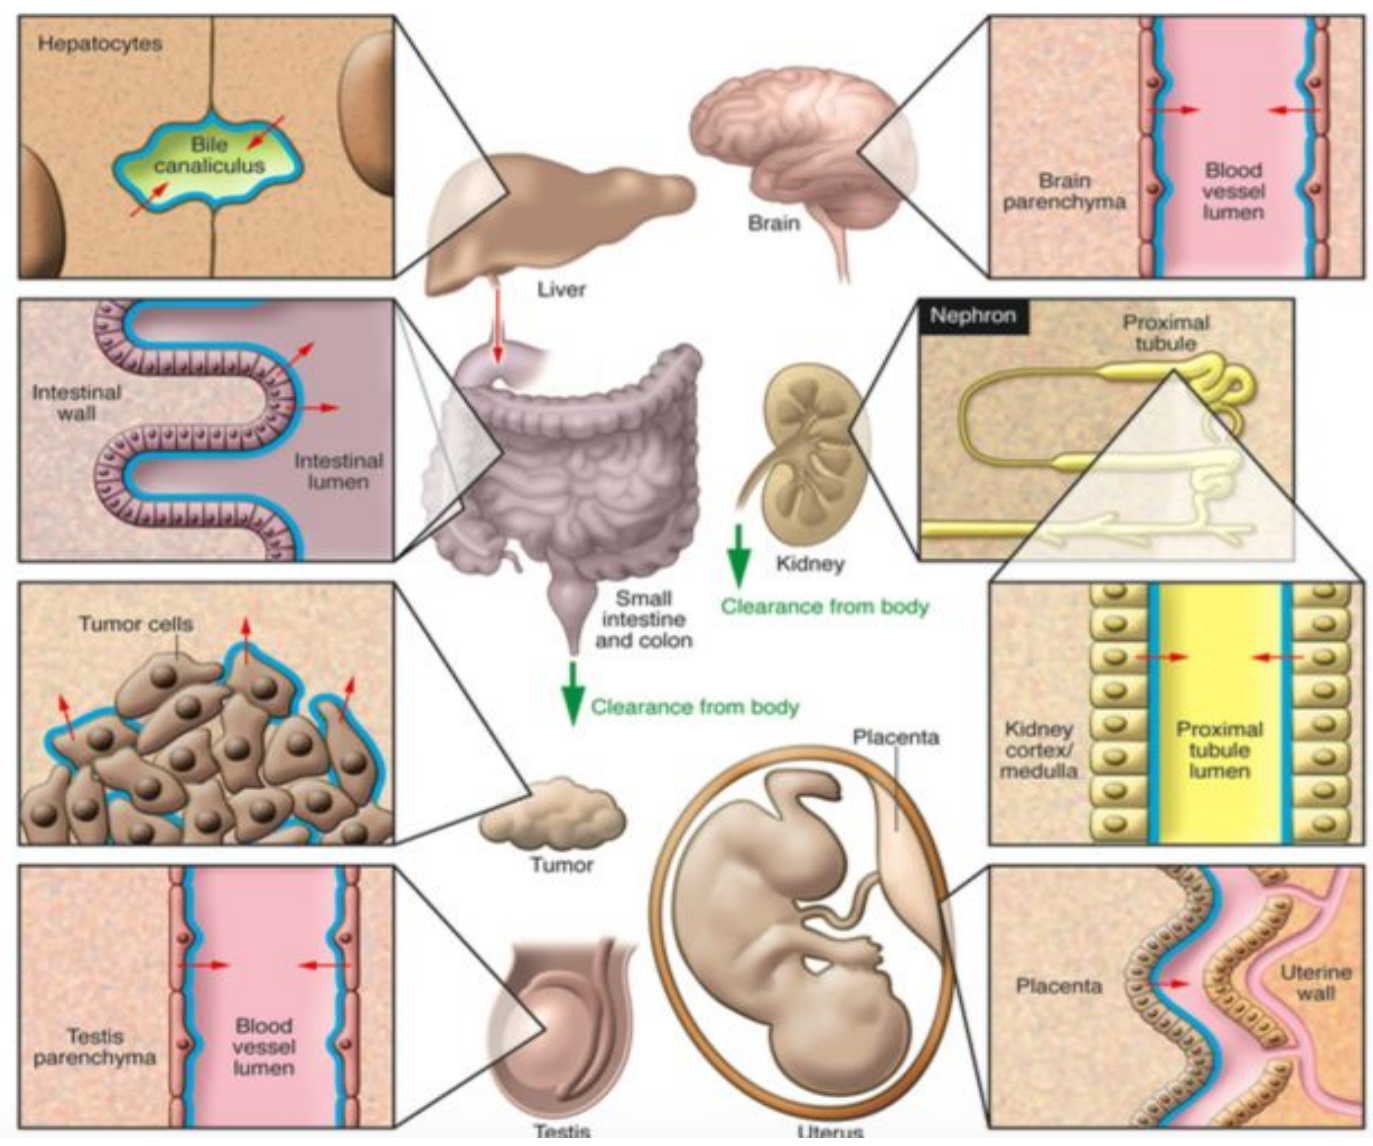 Hepatocytes
Bile
canaliculus
Liver
Brain
Brain
parenchyma
Blood
vessel
lumen
Intestinal
wall
Intestinal
lumen
Small
intestine
and colon
Clearance from body
Kidney
Clearance from body
Nephron
Proximal
tubule
Kidney
cortex/
medulla
Proximal
tubule
lumen
Tumor cells
Tumor
Placenta
Testis
parenchyma
Blood
vessel
lumen
Testis
Uterus
Placenta
Uterine
wall